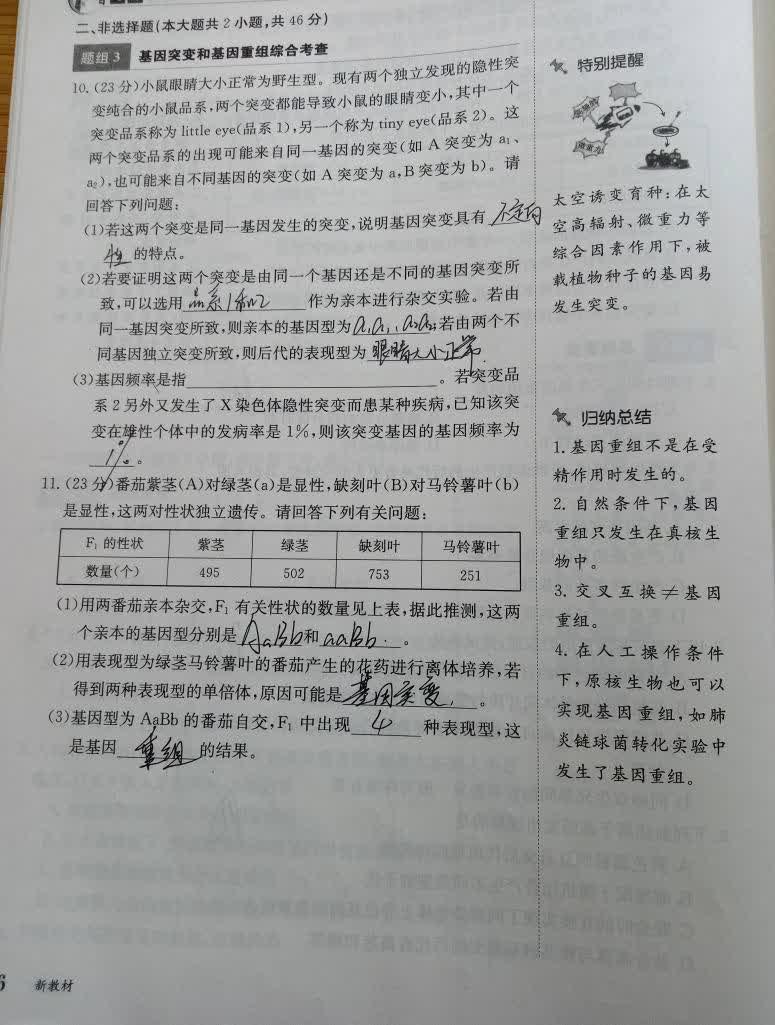 二、非选择题(本大题共 2 小题,共 46 分)
题组 3 基因突变和基因重组综合考查
10.(23 分)小鼠眼睛大小正常为野生型。现有两个独立发现的隐性突
变纯合的小鼠品系,两个突变都能导致小鼠的眼睛变小,其中一个
突变品系称为 little eye(品系 1),另一个称为 tiny eye(品系 2)。这
两个突变品系的出现可能来自同一基因的突变(如 A 突变为 a₁、
a₂),也可能来自不同基因的突变(如 A 突变为 a,B 突变为 b)。请
回答下列问题:
(1)若这两个突变是同一基因发生的突变,说明基因突变具有 不定向
性 的特点。
(2)若要证明这两个突变是由同一个基因还是不同的基因突变所
致,可以选用 品系1和2 作为亲本进行杂交实验。若由
同一基因突变所致,则亲本的基因型为 a₁a₁,a₂a₂;若由两个不
同基因独立突变所致,则后代的表现型为 眼睛大小正常.
(3)基因频率是指 。若突变品
系 2 另外又发生了 X 染色体隐性突变而患某种疾病,已知该突
变在雄性个体中的发病率是 1%,则该突变基因的基因频率为
1% 。
11.(23 分)番茄紫茎(A)对绿茎(a)是显性,缺刻叶(B)对马铃薯叶(b)
是显性,这两对性状独立遗传。请回答下列有关问题:
F₁ 的性状 紫茎 绿茎 缺刻叶 马铃薯叶
数量(个) 495 502 753 251
(1)用两番茄亲本杂交,F₁ 有关性状的数量见上表,据此推测,这两
个亲本的基因型分别是 AaBb 和 aaBb 。
(2)用表现型为绿茎马铃薯叶的番茄产生的花药进行离体培养,若
得到两种表现型的单倍体,原因可能是 基因突变. 。
(3)基因型为 AaBb 的番茄自交,F₁ 中出现 4 种表现型,这
是基因 重组 的结果。
特别提醒
太空诱变育种:在太
空高辐射、微重力等
综合因素作用下,被
载植物种子的基因易
发生突变。
归纳总结
1.基因重组不是在受
精作用时发生的。
2. 自然条件下,基因
重组只发生在真核生
物中。
3. 交叉互换≠基因
重组。
4. 在人工操作条件
下,原核生物也可以
实现基因重组,如肺
炎链球菌转化实验中
发生了基因重组。
6 新教材